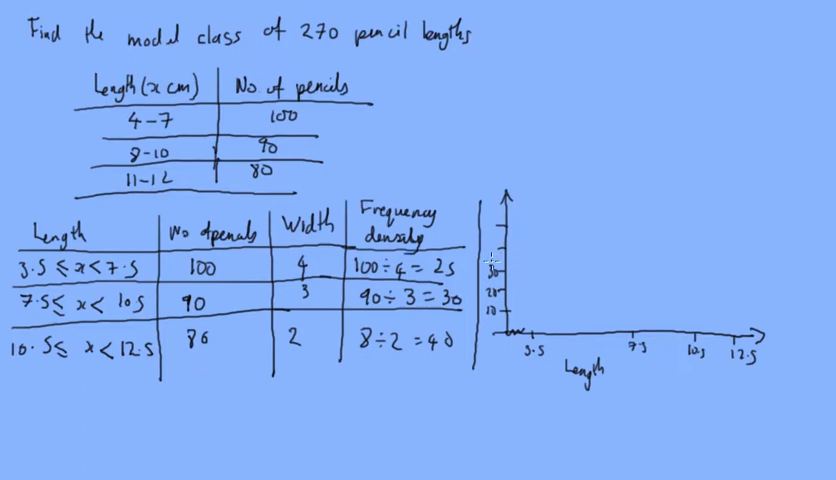 Find the model class of 270 pencil lengths
Length (x cm) No. of pencils
4-7 100
8-10 90
11-12 80
Length No of pencils Width Frequency density
3.5 ≤ x < 7.5 100 4 100 ÷ 4 = 25
7.5 ≤ x < 10.5 90 3 90 ÷ 3 = 30
10.5 ≤ x < 12.5 80 2 8 ÷ 2 = 40
30
20
10
3.5 7.5 10.5 12.5
Length